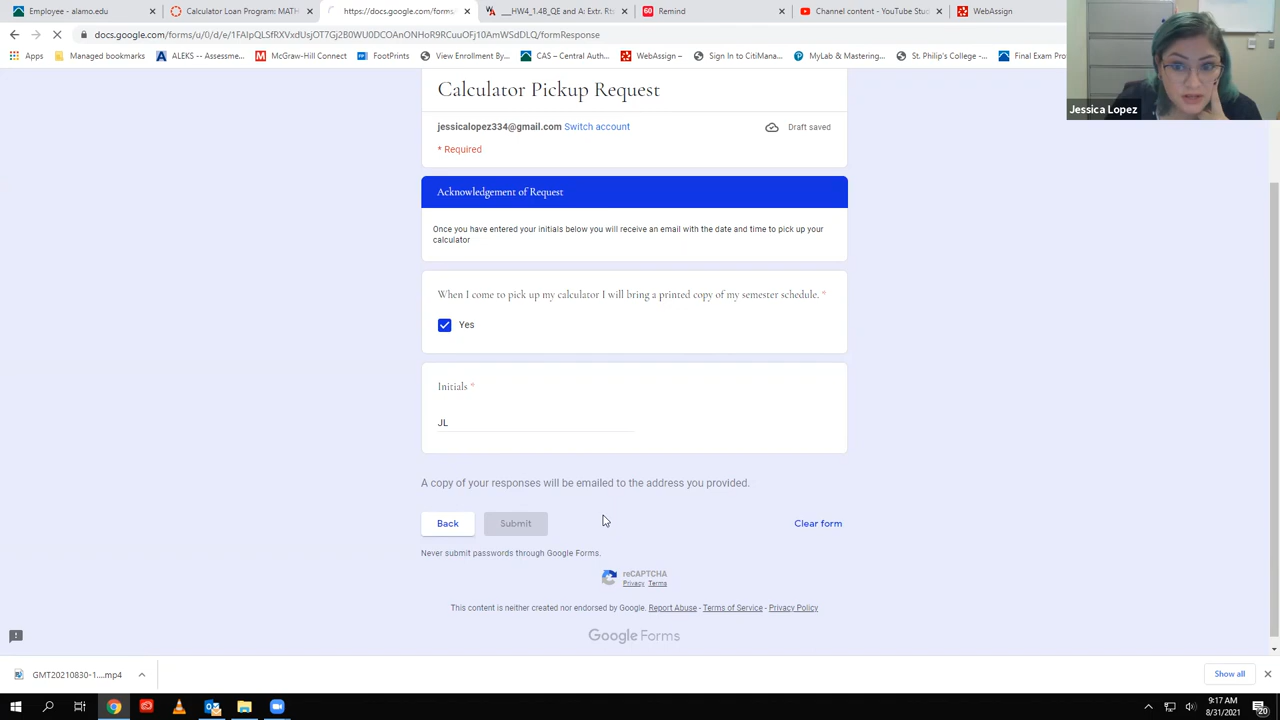 Employee - alamo.edu
Calculator Loan Program: MATH
https://docs.google.com/forms/
___HW4_1.48_QE and A: Extr. Rts
60 Remind
Channel content - YouTube Stu
WebAssign
docs.google.com/forms/u/0/d/e/1FAIpQLSfRXVxdUsjOT7Gj2B0WU0DCOAnONHoR9RCuuOFj10AmWSdDLQ/formResponse
Apps
Managed bookmarks
ALEKS -- Assessme...
McGraw-Hill Connect
FootPrints
View Enrollment By...
CAS – Central Auth...
WebAssign –
Sign In to CitiMana...
MyLab & Mastering...
St. Philip's College -...
Final Exam Pro
Jessica Lopez
Calculator Pickup Request
jessicalopez334@gmail.com Switch account
Draft saved
* Required
Acknowledgement of Request
Once you have entered your initials below you will receive an email with the date and time to pick up your
calculator
When I come to pick up my calculator I will bring a printed copy of my semester schedule. *
Yes
Initials *
JL
A copy of your responses will be emailed to the address you provided.
Back
Submit
Clear form
Never submit passwords through Google Forms.
reCAPTCHA
Privacy Terms
This content is neither created nor endorsed by Google. Report Abuse - Terms of Service - Privacy Policy
Google Forms
GMT20210830-1....mp4
Show all
9:17 AM
8/31/2021
20